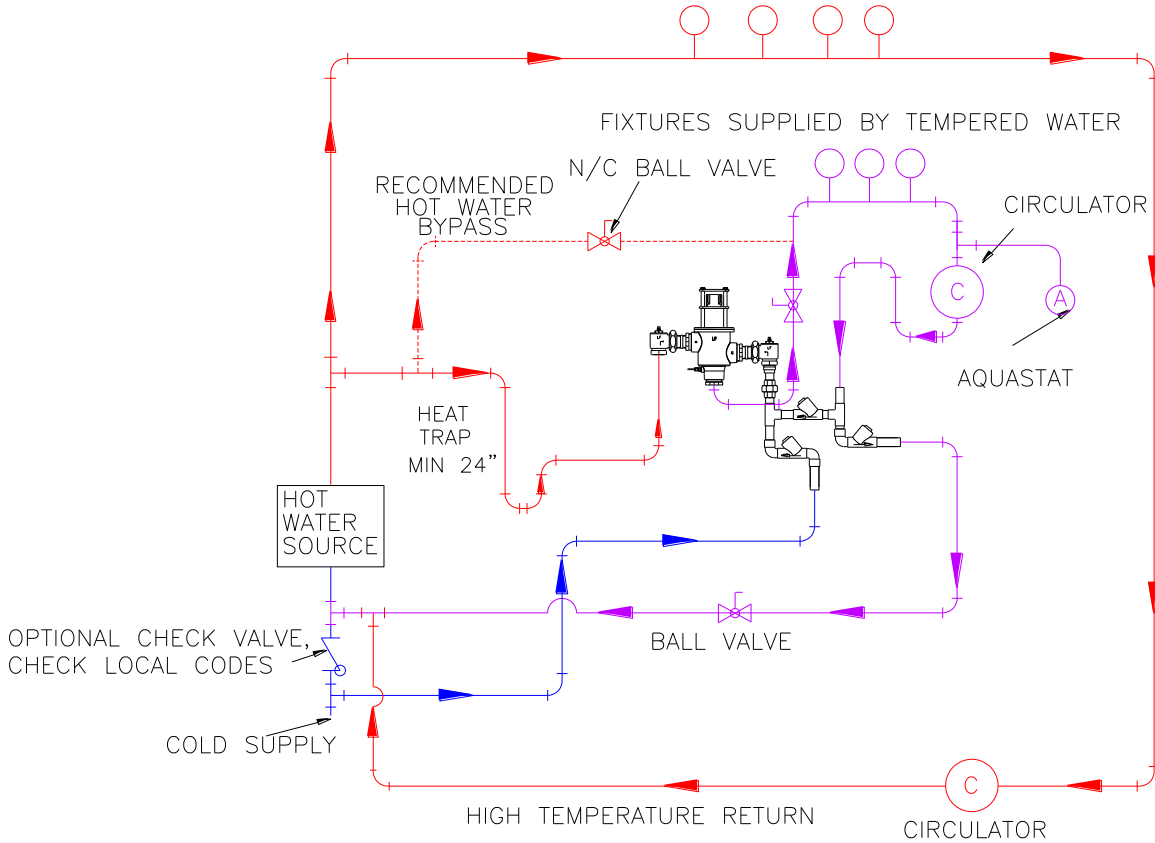 FIXTURES SUPPLIED BY TEMPERED WATER
N/C BALL VALVE
RECOMMENDED
HOT WATER
BYPASS
CIRCULATOR
C
A
AQUASTAT
HEAT
TRAP
MIN 24”
HOT
WATER
SOURCE
OPTIONAL CHECK VALVE,
CHECK LOCAL CODES
BALL VALVE
COLD SUPPLY
C
HIGH TEMPERATURE RETURN
CIRCULATOR